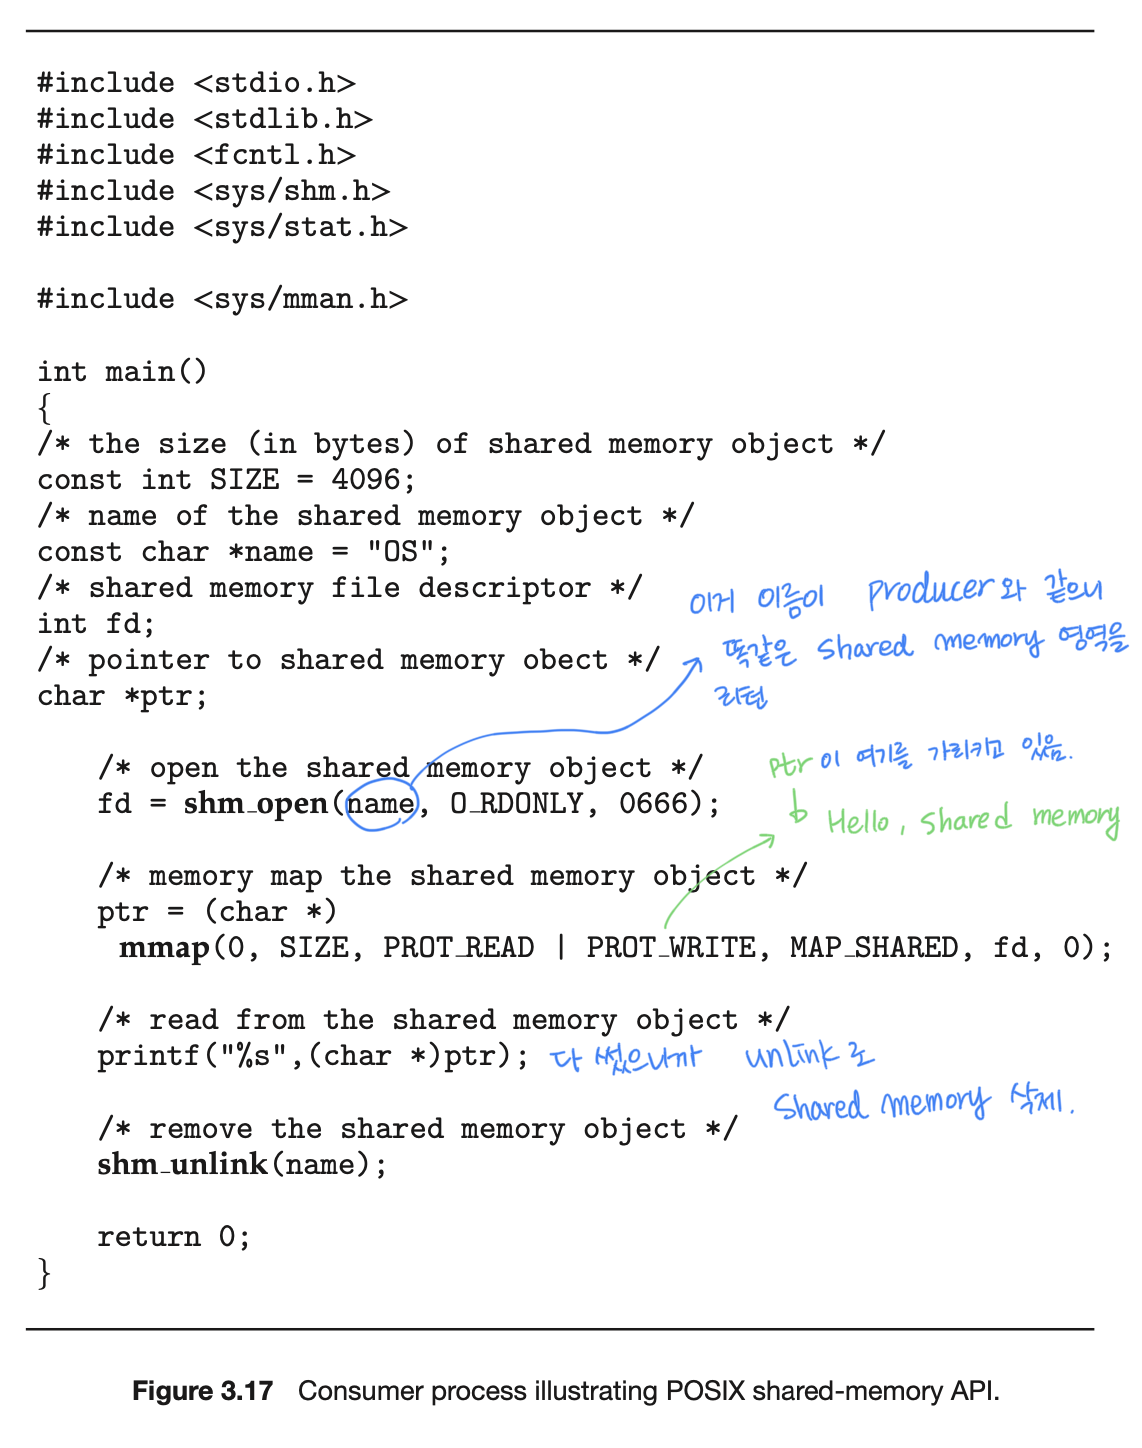 #include <stdio.h>
#include <stdlib.h>
#include <fcntl.h>
#include <sys/shm.h>
#include <sys/stat.h>
#include <sys/mman.h>
int main()
{
/* the size (in bytes) of shared memory object */
const int SIZE = 4096;
/* name of the shared memory object */
const char *name = "OS";
/* shared memory file descriptor */
int fd;
/* pointer to shared memory obect */
char *ptr;
이거 이름이 producer와 같으니
똑같은 shared memory 영역을
리턴
/* open the shared memory object */
fd = shm_open(name, O_RDONLY, 0666);
ptr이 여기를 가리키고 있음.
Hello, shared memory
/* memory map the shared memory object */
ptr = (char *)
mmap(0, SIZE, PROT_READ | PROT_WRITE, MAP_SHARED, fd, 0);
/* read from the shared memory object */
printf("%s",(char *)ptr);
다 썼으니까 unlink로
shared memory 삭제.
/* remove the shared memory object */
shm_unlink(name);
return 0;
}
Figure 3.17 Consumer process illustrating POSIX shared-memory API.